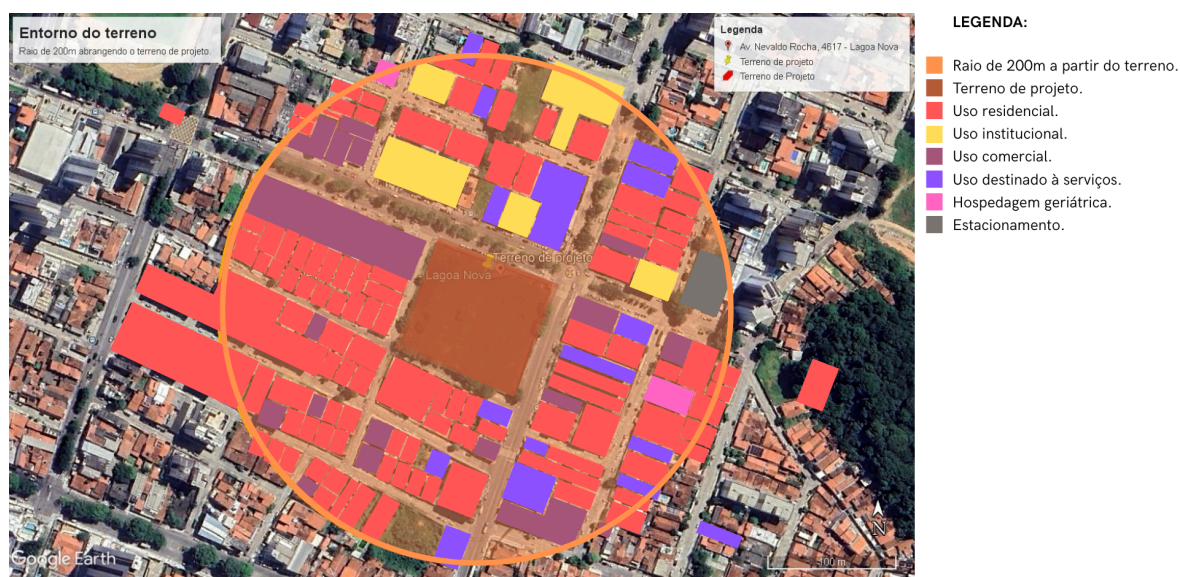 Entorno do terreno
Raio de 200m abrangendo o terreno de projeto.
Legenda
Av. Nevaldo Rocha, 4617 - Lagoa Nova
Terreno de projeto
Terreno de Projeto
LEGENDA:
Raio de 200m a partir do terreno.
Terreno de projeto.
Uso residencial.
Uso institucional.
Uso comercial.
Uso destinado à serviços.
Hospedagem geriátrica.
Estacionamento.
Terreno de projeto
Lagoa Nova
N
Google Earth
100 m